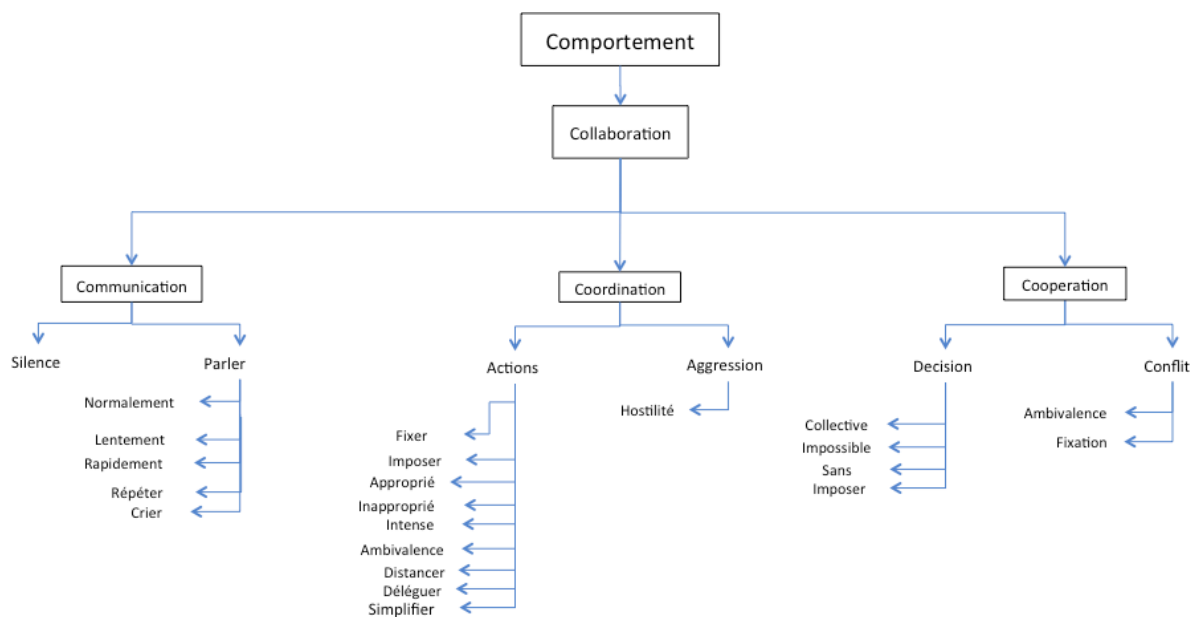 Comportement
Collaboration
Communication
Coordination
Cooperation
Silence
Parler
Actions
Aggression
Decision
Conflit
Normalement
Lentement
Rapidement
Répéter
Crier
Fixer
Imposer
Approprié
Inapproprié
Intense
Ambivalence
Distancer
Déléguer
Simplifier
Hostilité
Collective
Impossible
Sans
Imposer
Ambivalence
Fixation